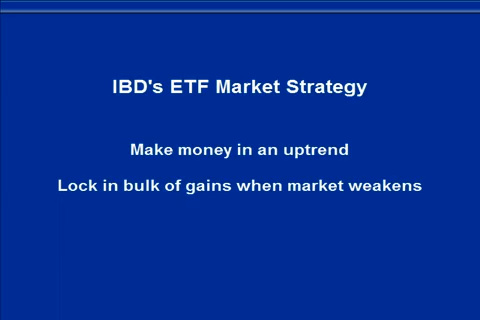 IBD's ETF Market Strategy
Make money in an uptrend
Lock in bulk of gains when market weakens